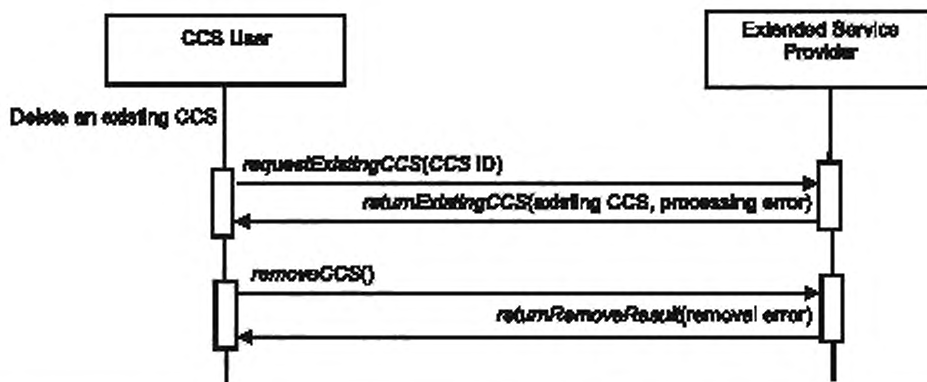 CCS User
Extended Service
Provider
Delete an existing CCS
requestExistingCCS(CCS ID)
returnExistingCCS(existing CCS, processing error)
removeCCS()
returnRemoveResult(removal error)